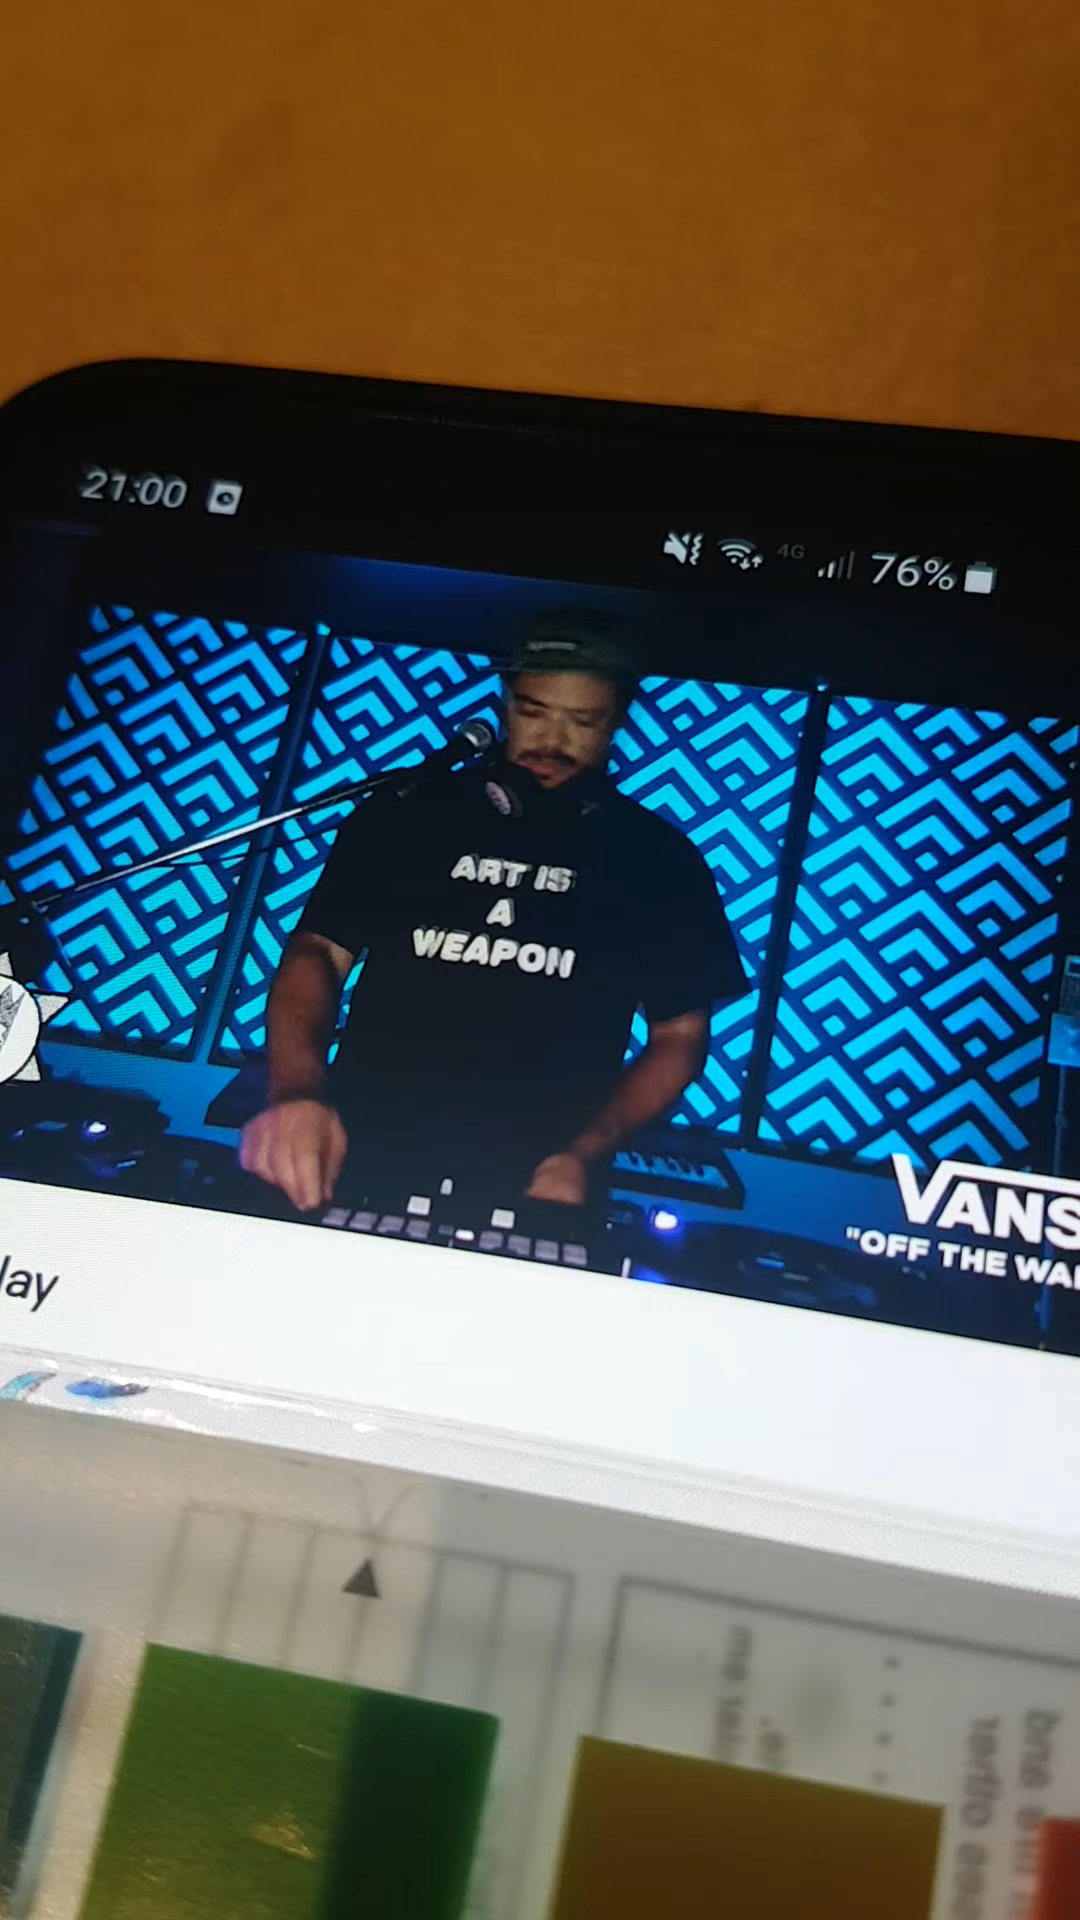 21:00
4G
76%
ART IS
A
WEAPON
VANS
"OFF THE WA
lay